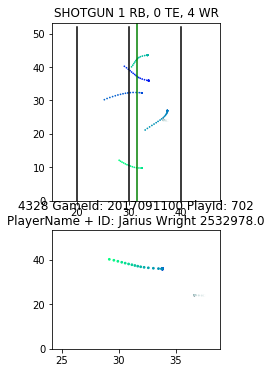 SHOTGUN 1 RB, 0 TE, 4 WR
50
40
30
20
10
0
20 30 40
4328 GameId: 2017091100 PlayId: 702
PlayerName + ID: Jarius Wright 2532978.0
40
20
0
25 30 35